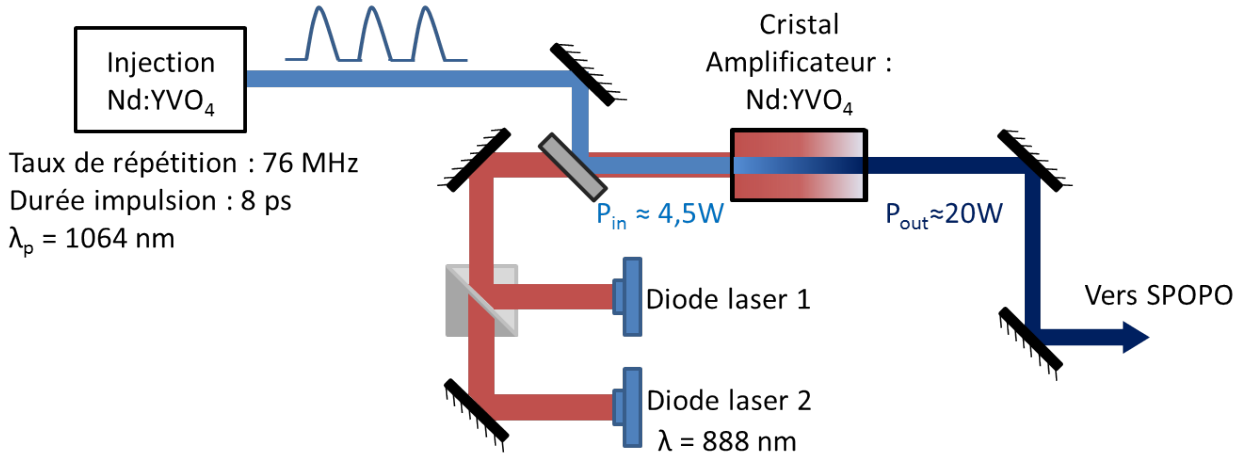 Injection
Nd:YVO4
Taux de répétition : 76 MHz
Durée impulsion : 8 ps
λp = 1064 nm
Cristal
Amplificateur :
Nd:YVO4
Pin ≈ 4,5W
Pout≈20W
Diode laser 1
Diode laser 2
λ = 888 nm
Vers SPOPO